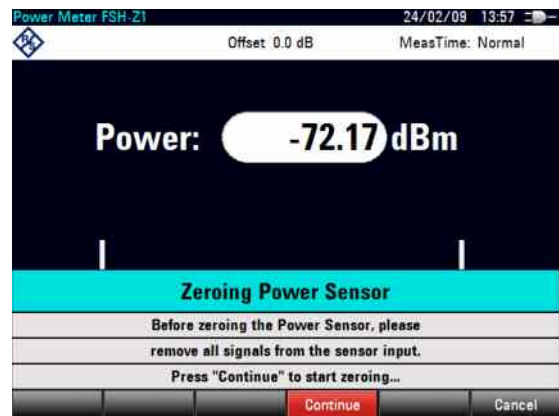 Power Meter FSH-Z1 24/02/09 13:57
Offset 0.0 dB MeasTime: Normal
Power: -72.17 dBm
Zeroing Power Sensor
Before zeroing the Power Sensor, please
remove all signals from the sensor input.
Press "Continue" to start zeroing...
Continue Cancel